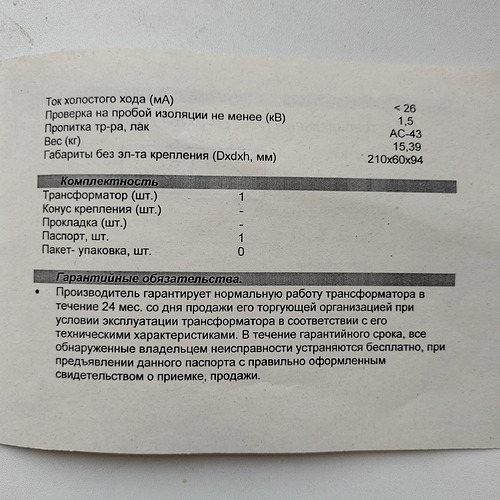 Ток холостого хода (мА) < 26
Проверка на пробой изоляции не менее (кВ) 1,5
Пропитка тр-ра, лак АС-43
Вес (кг) 15,39
Габариты без эл-та крепления (Dxdxh, мм) 210х60х94
Комплектность
Трансформатор (шт.) 1
Конус крепления (шт.) -
Прокладка (шт.) -
Паспорт, шт. 1
Пакет- упаковка, шт. 0
Гарантийные обязательства.
• Производитель гарантирует нормальную работу трансформатора в
течение 24 мес. со дня продажи его торгующей организацией при
условии эксплуатации трансформатора в соответствии с его
техническими характеристиками. В течение гарантийного срока, все
обнаруженные владельцем неисправности устраняются бесплатно, при
предъявлении данного паспорта с правильно оформленным
свидетельством о приемке, продажи.